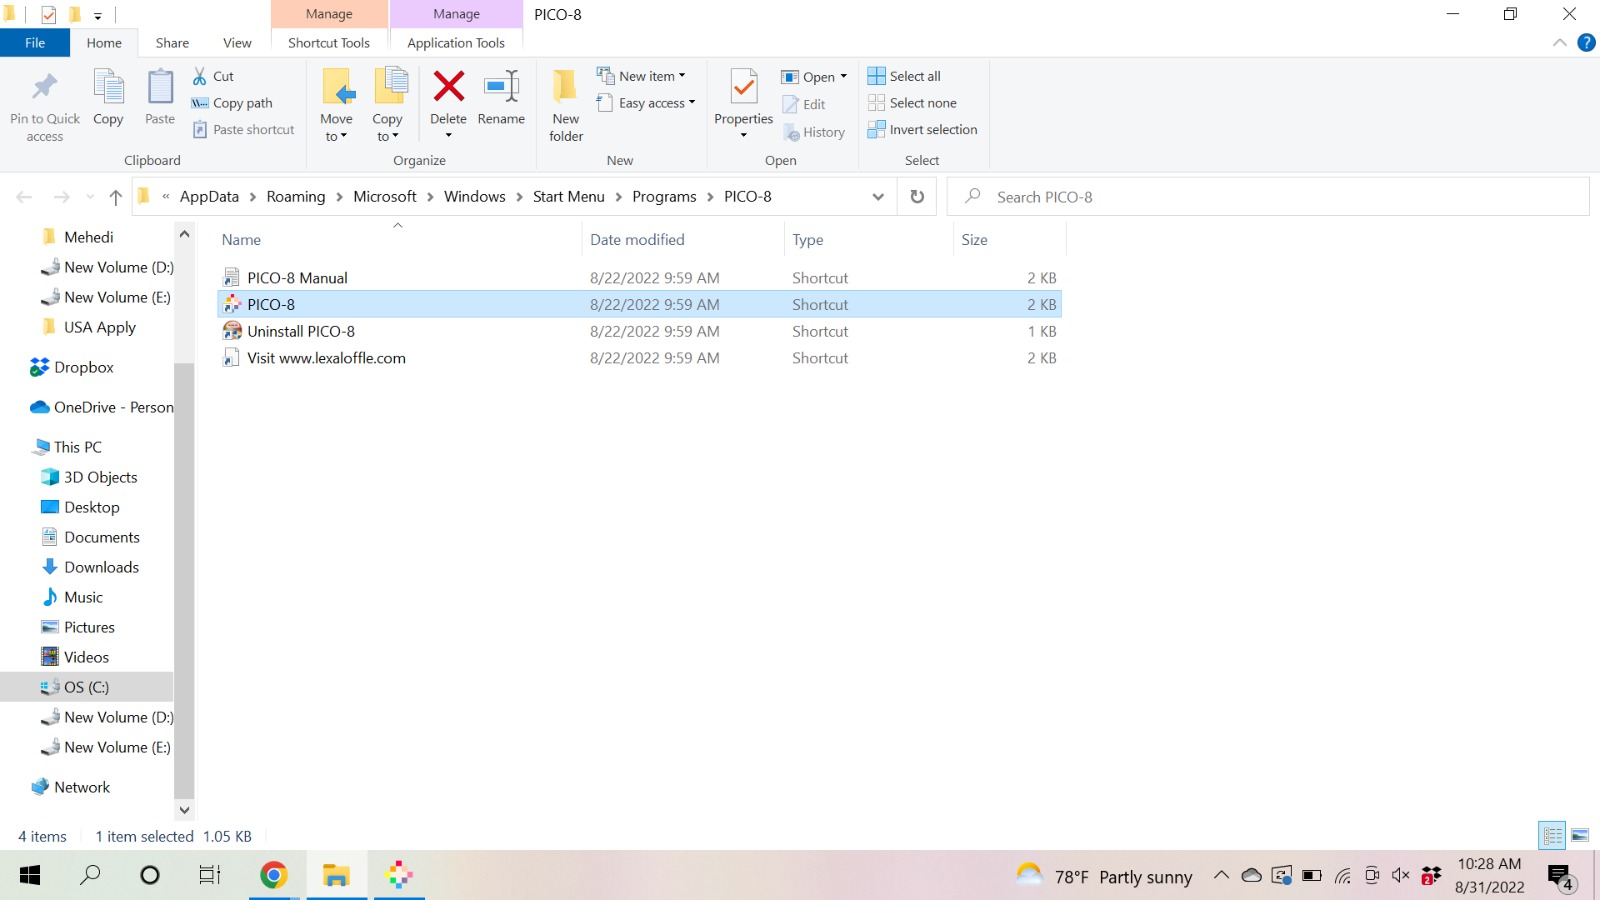 Manage
Manage
PICO-8
File
Home
Share
View
Shortcut Tools
Application Tools
?
Pin to Quick access
Copy
Paste
Cut
Copy path
Paste shortcut
Clipboard
Move to
Copy to
Delete
Rename
Organize
New folder
New item
Easy access
New
Properties
Open
Edit
History
Open
Select all
Select none
Invert selection
Select
« AppData > Roaming > Microsoft > Windows > Start Menu > Programs > PICO-8
Search PICO-8
Mehedi
New Volume (D:)
New Volume (E:)
USA Apply
Dropbox
OneDrive - Person
This PC
3D Objects
Desktop
Documents
Downloads
Music
Pictures
Videos
OS (C:)
New Volume (D:)
New Volume (E:)
Network
Name Date modified Type Size
PICO-8 Manual 8/22/2022 9:59 AM Shortcut 2 KB
PICO-8 8/22/2022 9:59 AM Shortcut 2 KB
Uninstall PICO-8 8/22/2022 9:59 AM Shortcut 1 KB
Visit www.lexaloffle.com 8/22/2022 9:59 AM Shortcut 2 KB
4 items 1 item selected 1.05 KB
78°F Partly sunny
2
10:28 AM
8/31/2022
4